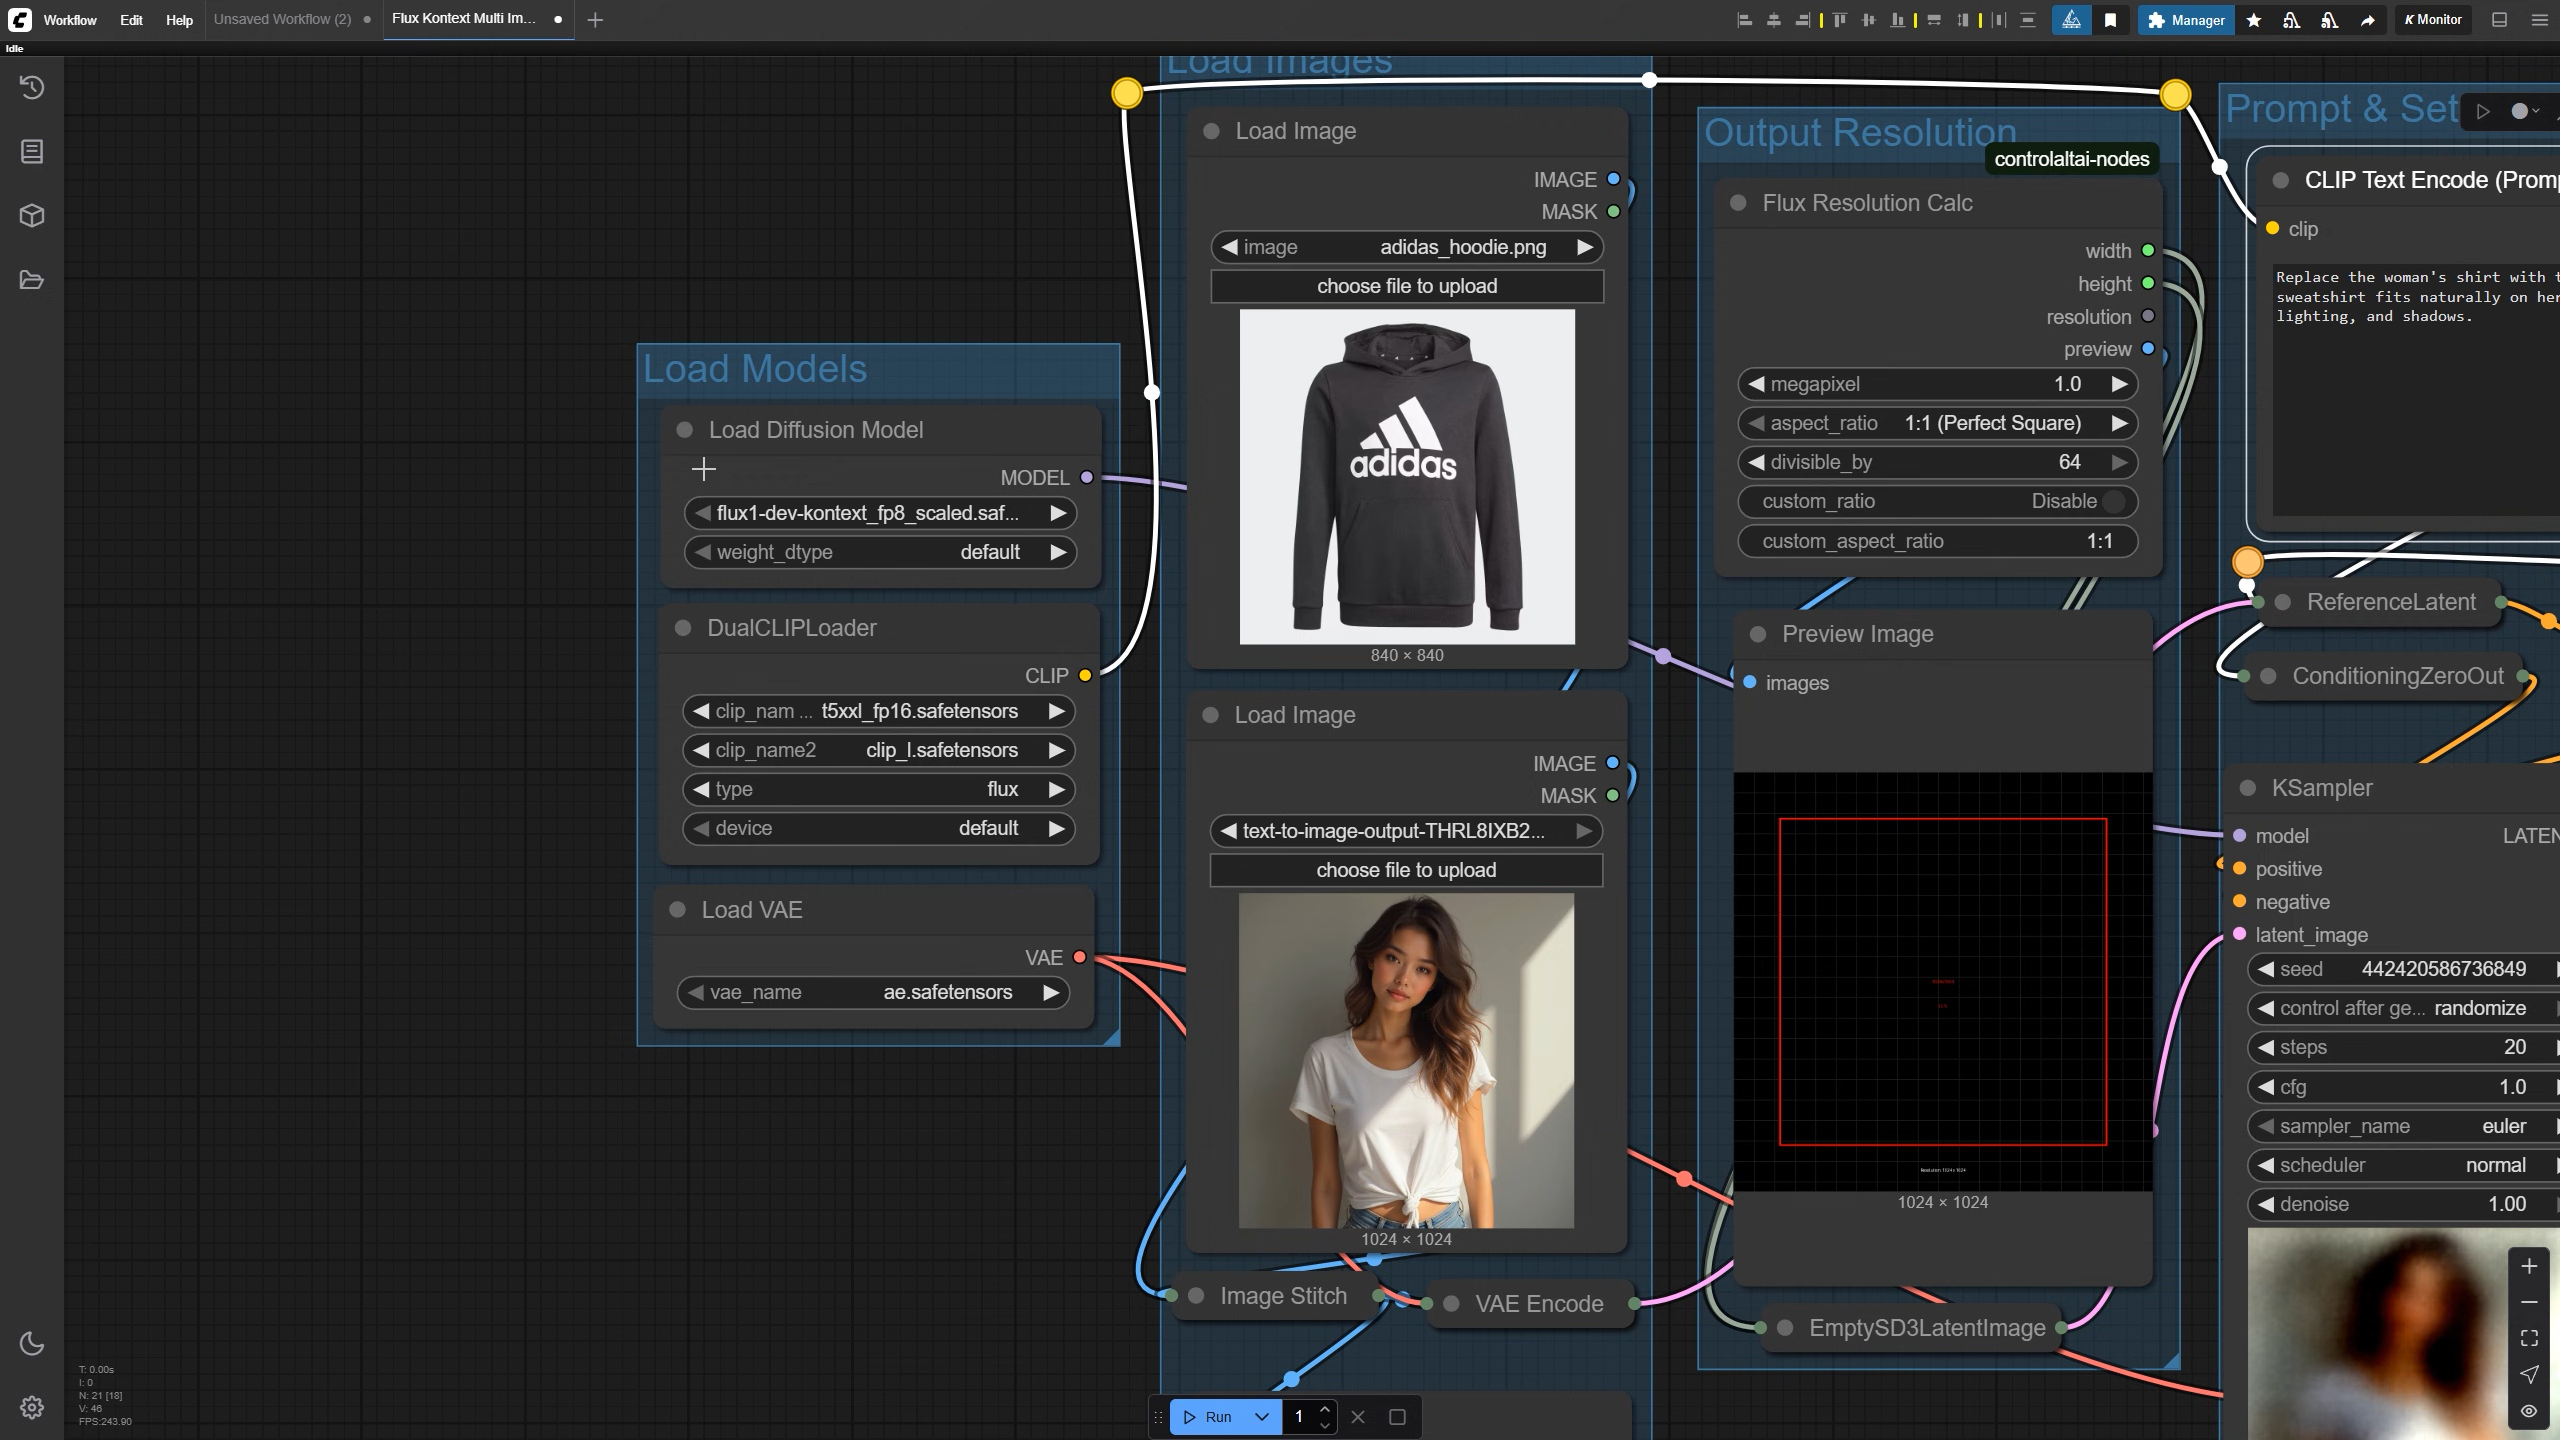 Workflow
Edit
Help
Unsaved Workflow (2)
Flux Kontext Multi Im...
Manager
K Monitor
Idle
Load Images
Load Image
IMAGE
MASK
image
adidas_hoodie.png
choose file to upload
adidas
840 × 840
Load Image
IMAGE
MASK
text-to-image-output-THRL8IXB2...
choose file to upload
1024 × 1024
Image Stitch
VAE Encode
Load Models
Load Diffusion Model
MODEL
flux1-dev-kontext_fp8_scaled.saf...
weight_dtype
default
DualCLIPLoader
CLIP
clip_nam ...
t5xxl_fp16.safetensors
clip_name2
clip_l.safetensors
type
flux
device
default
Load VAE
VAE
vae_name
ae.safetensors
Output Resolution
controlaltai-nodes
Flux Resolution Calc
width
height
resolution
preview
megapixel
1.0
aspect_ratio
1:1 (Perfect Square)
divisible_by
64
custom_ratio
Disable
custom_aspect_ratio
1:1
Preview Image
images
Resolution: 1024 x 1024
1024 × 1024
EmptySD3LatentImage
Prompt & Set
CLIP Text Encode (Promp
clip
Replace the woman's shirt with t
sweatshirt fits naturally on her
lighting, and shadows.
ReferenceLatent
ConditioningZeroOut
KSampler
model
LATEN
positive
negative
latent_image
seed
442420586736849
control after ge...
randomize
steps
20
cfg
1.0
sampler_name
euler
scheduler
normal
denoise
1.00
Run
1
T: 0.00s
I: 0
N: 21 [18]
V: 46
FPS:243.90